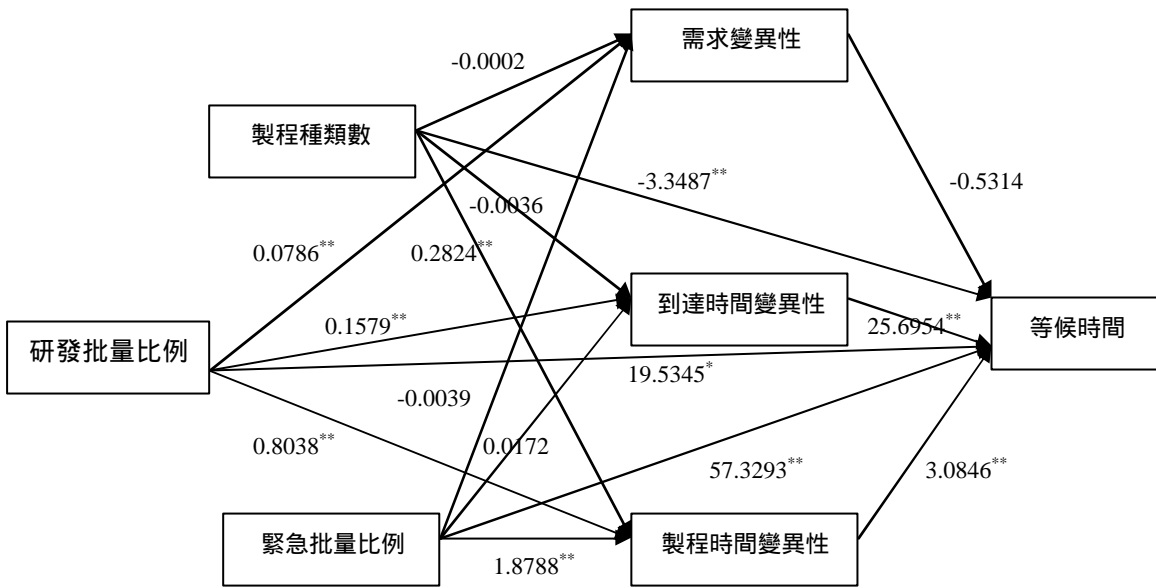 需求變異性
-0.0002
製程種類數
-3.3487**
-0.5314
-0.0036
0.0786**
0.2824**
到達時間變異性
等候時間
0.1579**
25.6954**
研發批量比例
19.5345*
-0.0039
0.8038**
0.0172
57.3293**
3.0846**
緊急批量比例
製程時間變異性
1.8788**